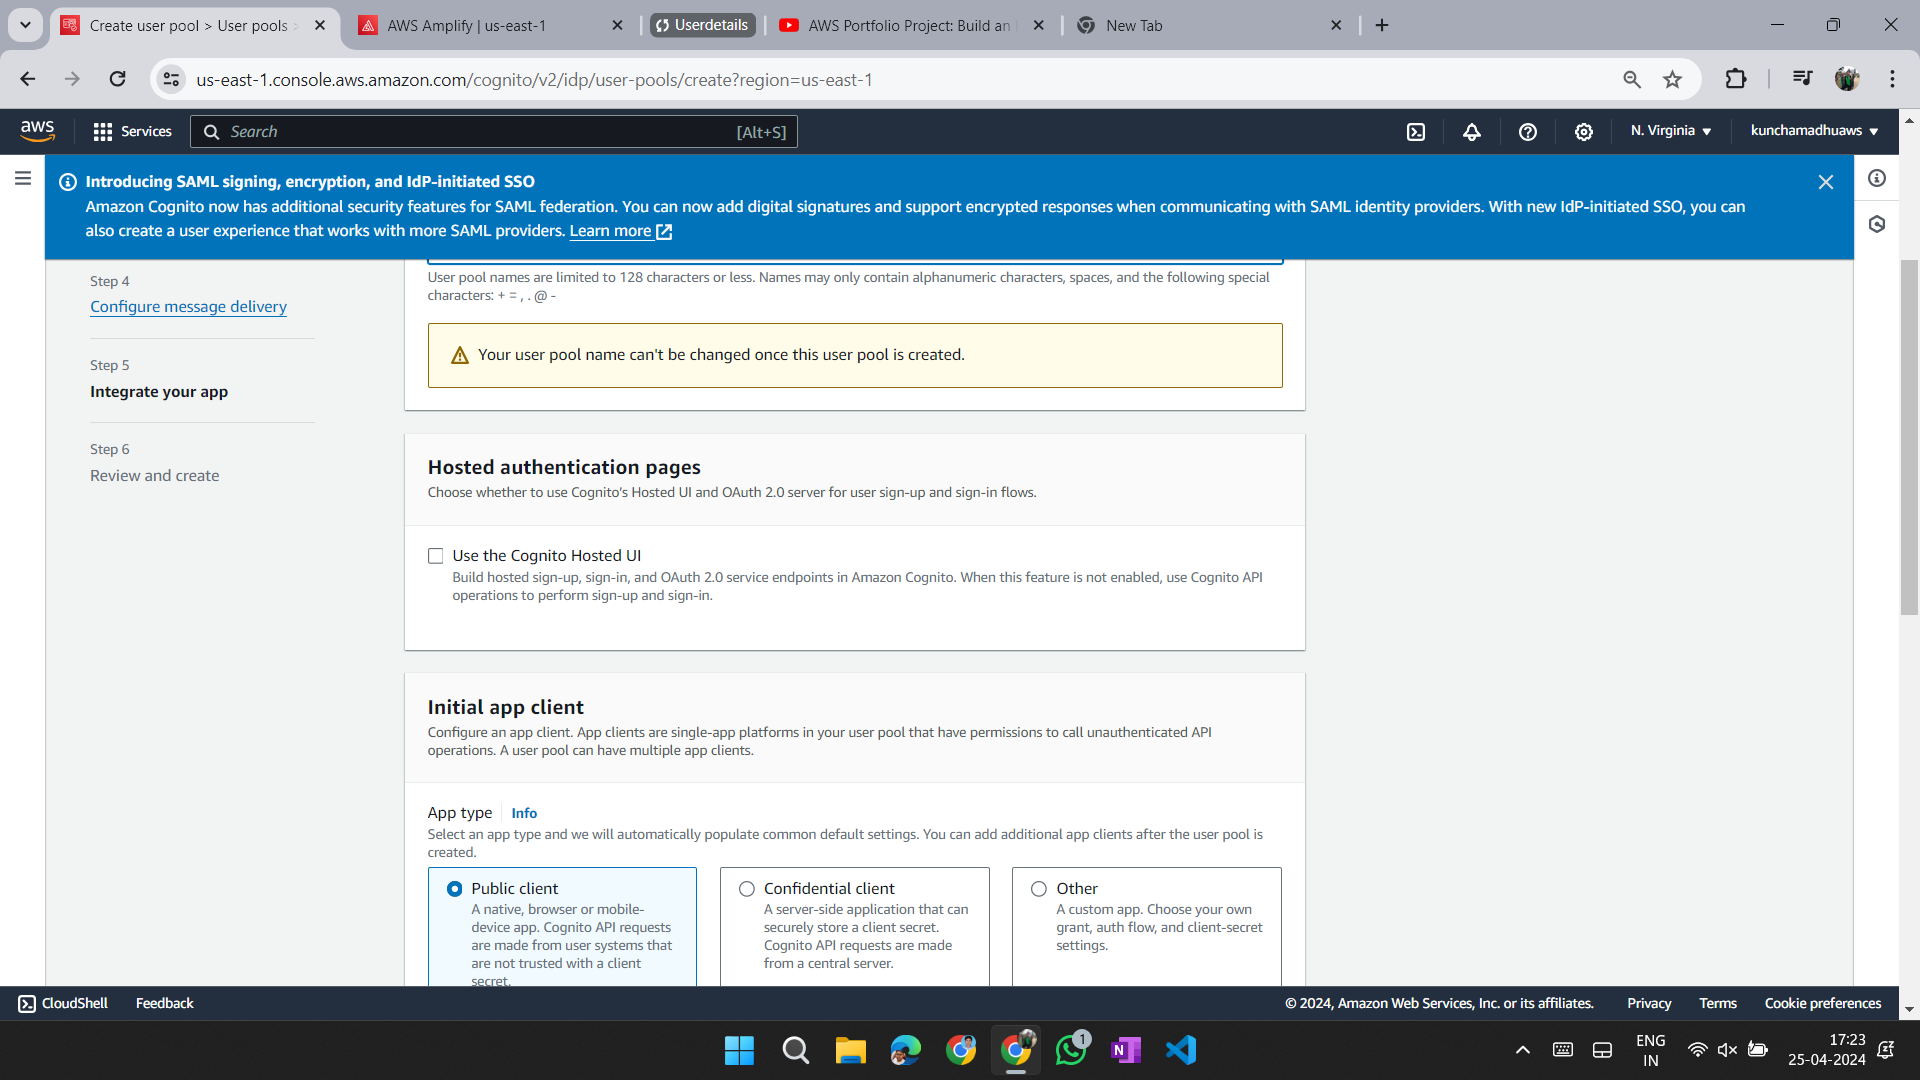 Create user pool > User pools >
AWS Amplify | us-east-1
Userdetails
AWS Portfolio Project: Build an
New Tab
us-east-1.console.aws.amazon.com/cognito/v2/idp/user-pools/create?region=us-east-1
aws
Services
Search
[Alt+S]
N. Virginia
kunchamadhuaws
Introducing SAML signing, encryption, and IdP-initiated SSO
Amazon Cognito now has additional security features for SAML federation. You can now add digital signatures and support encrypted responses when communicating with SAML identity providers. With new IdP-initiated SSO, you can
also create a user experience that works with more SAML providers. Learn more
Step 4
Configure message delivery
Step 5
Integrate your app
Step 6
Review and create
User pool names are limited to 128 characters or less. Names may only contain alphanumeric characters, spaces, and the following special
characters: + = , . @ -
Your user pool name can't be changed once this user pool is created.
Hosted authentication pages
Choose whether to use Cognito's Hosted UI and OAuth 2.0 server for user sign-up and sign-in flows.
Use the Cognito Hosted UI
Build hosted sign-up, sign-in, and OAuth 2.0 service endpoints in Amazon Cognito. When this feature is not enabled, use Cognito API
operations to perform sign-up and sign-in.
Initial app client
Configure an app client. App clients are single-app platforms in your user pool that have permissions to call unauthenticated API
operations. A user pool can have multiple app clients.
App type
Info
Select an app type and we will automatically populate common default settings. You can add additional app clients after the user pool is
created.
Public client
A native, browser or mobile-
device app. Cognito API requests
are made from user systems that
are not trusted with a client
secret.
Confidential client
A server-side application that can
securely store a client secret.
Cognito API requests are made
from a central server.
Other
A custom app. Choose your own
grant, auth flow, and client-secret
settings.
CloudShell
Feedback
© 2024, Amazon Web Services, Inc. or its affiliates.
Privacy
Terms
Cookie preferences
1
N
ENG
IN
17:23
25-04-2024